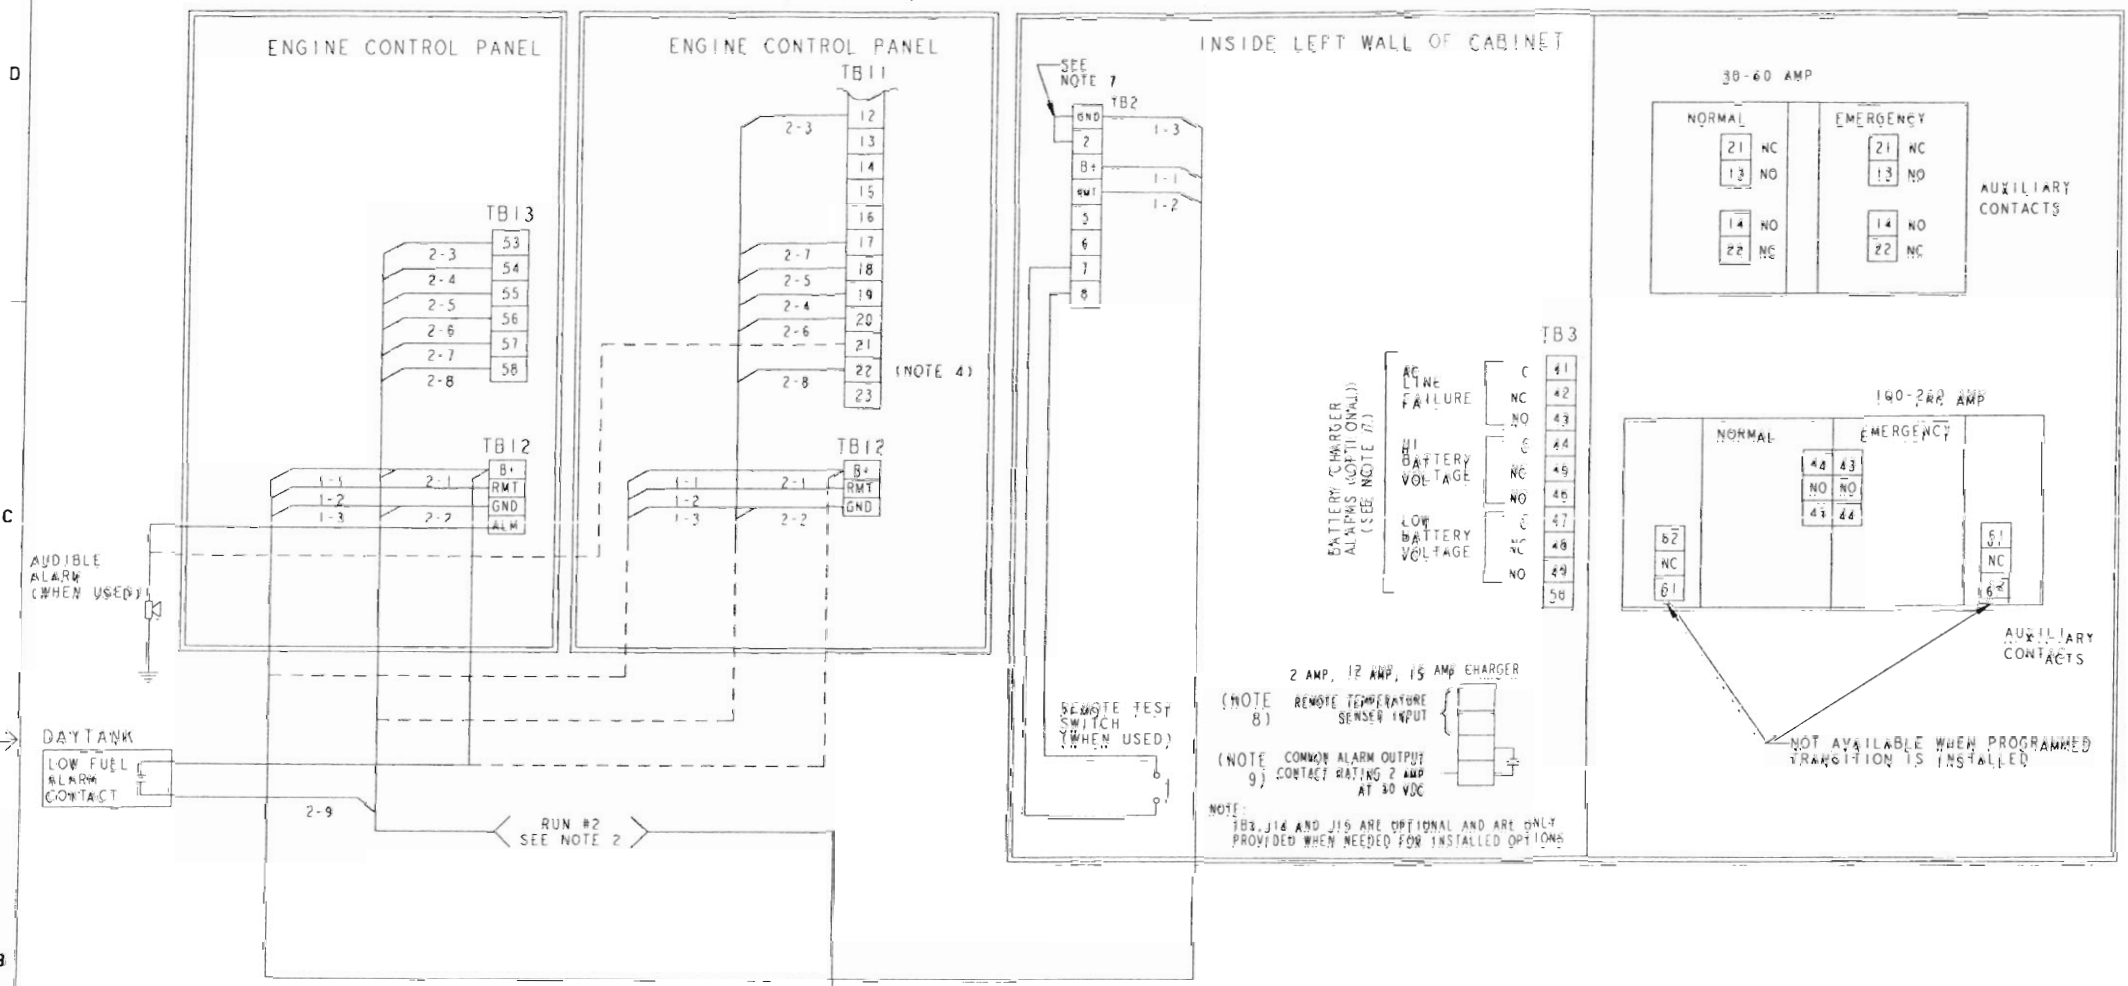 D
C
ENGINE CONTROL PANEL
TB13
53
54
55
56
57
58
2-3
2-4
2-5
2-6
2-7
2-8
TB12
B+
RMT
GND
ALM
1-1
1-2
1-3
2-1
2-2
AUDIBLE
ALARM
(WHEN USED)
DAYTANK
LOW FUEL
ALARM
CONTACT
2-9
RUN #2
SEE NOTE 2
ENGINE CONTROL PANEL
TB11
12
13
14
15
16
17
18
19
20
21
22
23
2-3
2-7
2-5
2-4
2-6
2-8
(NOTE 4)
TB12
B+
RMT
GND
1-1
1-2
1-3
2-1
2-2
INSIDE LEFT WALL OF CABINET
SEE
NOTE 7
TB2
GND
2
B+
RMT
5
6
7
8
1-3
1-1
1-2
REMOTE TEST
SWITCH
(WHEN USED)
BATTERY CHARGER
ALARMS (OPTIONAL)
(SEE NOTE )
AC
LINE
FAILURE
HI
BATTERY
VOLTAGE
LOW
BATTERY
VOLTAGE
C
NC
NO
C
NC
NO
C
NC
NO
TB3
41
42
43
44
45
46
47
48
49
50
2 AMP, 12 AMP, 15 AMP CHARGER
(NOTE
8)
REMOTE TEMPERATURE
SENSER INPUT
(NOTE
9)
COMMON ALARM OUTPUT
CONTACT RATING 2 AMP
AT 30 VDC
NOTE:
TB3, J14 AND J15 ARE OPTIONAL AND ARE ONLY
PROVIDED WHEN NEEDED FOR INSTALLED OPTIONS
30-60 AMP
NORMAL
EMERGENCY
21 NC
13 NO
14 NO
22 NC
21 NC
13 NO
14 NO
22 NC
AUXILIARY
CONTACTS
AMP
NORMAL
EMERGENCY
44 43
NO NO
43 44
62
NC
61
61
NC
62
AUXILIARY
CONTACTS
NOT AVAILABLE WHEN PROGRAMMED
TRANSITION IS INSTALLED